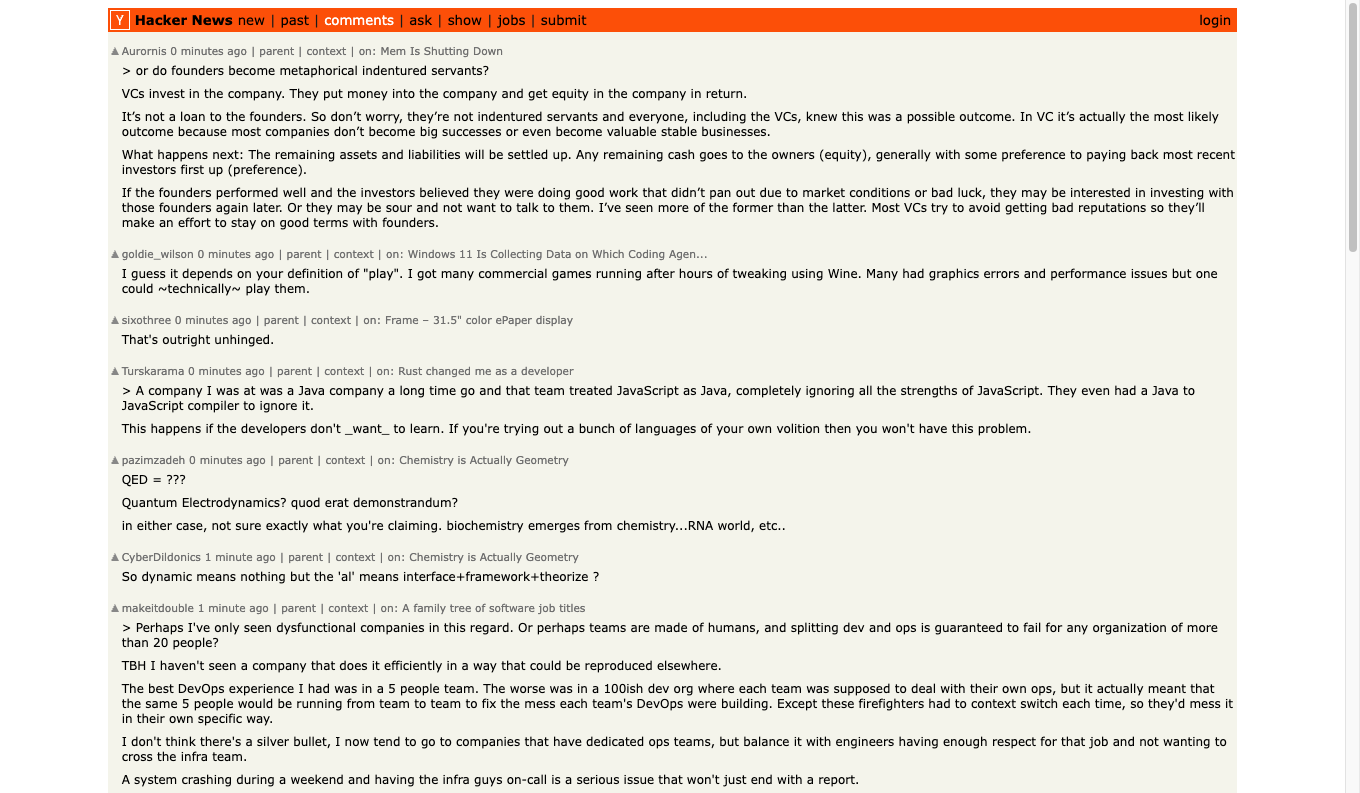 Y Hacker News new | past | comments | ask | show | jobs | submit login
▲ Aurornis 0 minutes ago | parent | context | on: Mem Is Shutting Down
> or do founders become metaphorical indentured servants?
VCs invest in the company. They put money into the company and get equity in the company in return.
It’s not a loan to the founders. So don’t worry, they’re not indentured servants and everyone, including the VCs, knew this was a possible outcome. In VC it’s actually the most likely
outcome because most companies don’t become big successes or even become valuable stable businesses.
What happens next: The remaining assets and liabilities will be settled up. Any remaining cash goes to the owners (equity), generally with some preference to paying back most recent
investors first up (preference).
If the founders performed well and the investors believed they were doing good work that didn’t pan out due to market conditions or bad luck, they may be interested in investing with
those founders again later. Or they may be sour and not want to talk to them. I’ve seen more of the former than the latter. Most VCs try to avoid getting bad reputations so they’ll
make an effort to stay on good terms with founders.
▲ goldie_wilson 0 minutes ago | parent | context | on: Windows 11 Is Collecting Data on Which Coding Agen...
I guess it depends on your definition of "play". I got many commercial games running after hours of tweaking using Wine. Many had graphics errors and performance issues but one
could ~technically~ play them.
▲ sixothree 0 minutes ago | parent | context | on: Frame – 31.5" color ePaper display
That's outright unhinged.
▲ Turskarama 0 minutes ago | parent | context | on: Rust changed me as a developer
> A company I was at was a Java company a long time go and that team treated JavaScript as Java, completely ignoring all the strengths of JavaScript. They even had a Java to
JavaScript compiler to ignore it.
This happens if the developers don't _want_ to learn. If you're trying out a bunch of languages of your own volition then you won't have this problem.
▲ pazimzadeh 0 minutes ago | parent | context | on: Chemistry is Actually Geometry
QED = ???
Quantum Electrodynamics? quod erat demonstrandum?
in either case, not sure exactly what you're claiming. biochemistry emerges from chemistry...RNA world, etc..
▲ CyberDildonics 1 minute ago | parent | context | on: Chemistry is Actually Geometry
So dynamic means nothing but the 'al' means interface+framework+theorize ?
▲ makeitdouble 1 minute ago | parent | context | on: A family tree of software job titles
> Perhaps I've only seen dysfunctional companies in this regard. Or perhaps teams are made of humans, and splitting dev and ops is guaranteed to fail for any organization of more
than 20 people?
TBH I haven't seen a company that does it efficiently in a way that could be reproduced elsewhere.
The best DevOps experience I had was in a 5 people team. The worse was in a 100ish dev org where each team was supposed to deal with their own ops, but it actually meant that
the same 5 people would be running from team to team to fix the mess each team's DevOps were building. Except these firefighters had to context switch each time, so they'd mess it
in their own specific way.
I don't think there's a silver bullet, I now tend to go to companies that have dedicated ops teams, but balance it with engineers having enough respect for that job and not wanting to
cross the infra team.
A system crashing during a weekend and having the infra guys on-call is a serious issue that won't just end with a report.